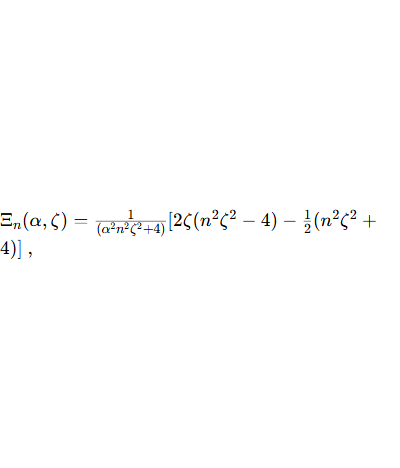 Ξₙ(α, ζ) = 1/(α²n²ζ²+4) [2ζ(n²ζ² − 4) − 1/2(n²ζ² +
4)] ,